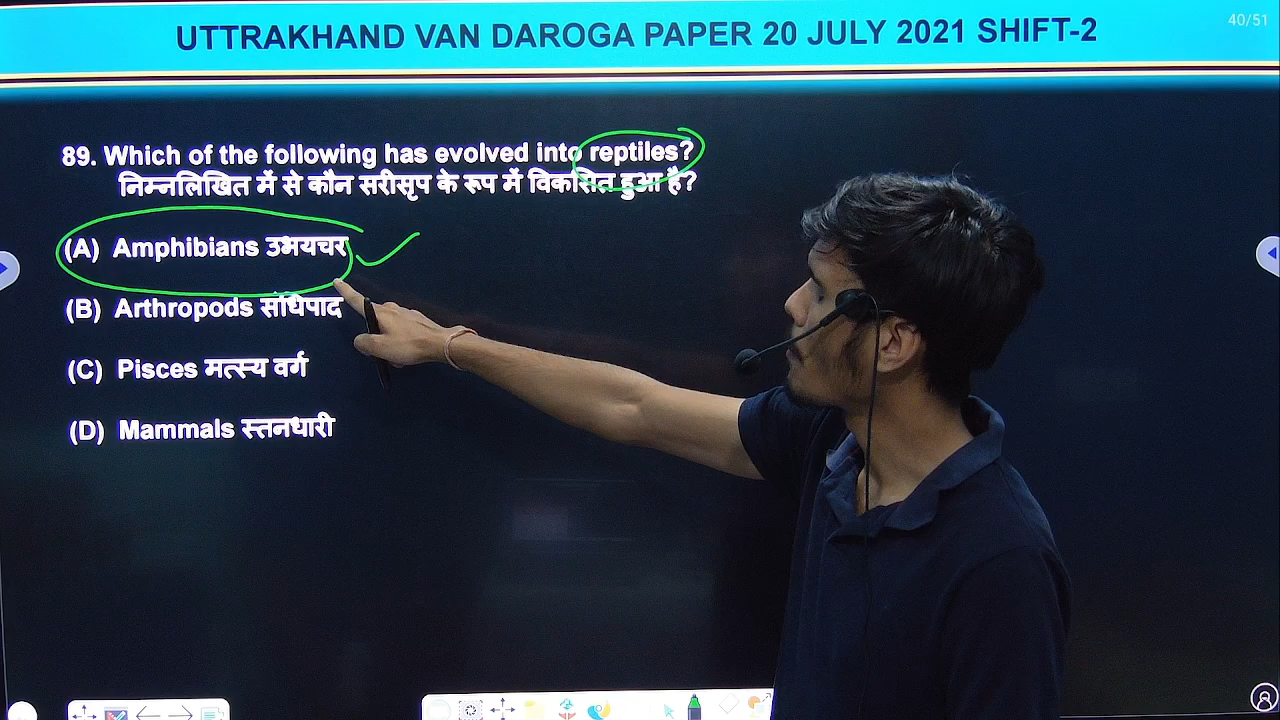 40/51
UTTRAKHAND VAN DAROGA PAPER 20 JULY 2021 SHIFT-2
89. Which of the following has evolved into reptiles?
निम्नलिखित में से कौन सरीसृप के रूप में विकसित हुआ है?
(A) Amphibians उभयचर
(B) Arthropods संधिपाद
(C) Pisces मत्स्य वर्ग
(D) Mammals स्तनधारी